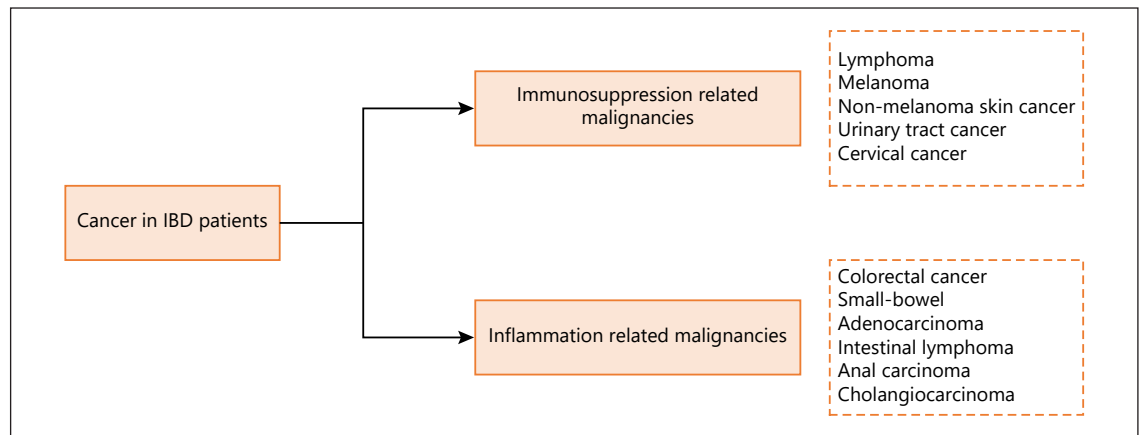 Cancer in IBD patients
Immunosuppression related
malignancies
Lymphoma
Melanoma
Non-melanoma skin cancer
Urinary tract cancer
Cervical cancer
Inflammation related malignancies
Colorectal cancer
Small-bowel
Adenocarcinoma
Intestinal lymphoma
Anal carcinoma
Cholangiocarcinoma